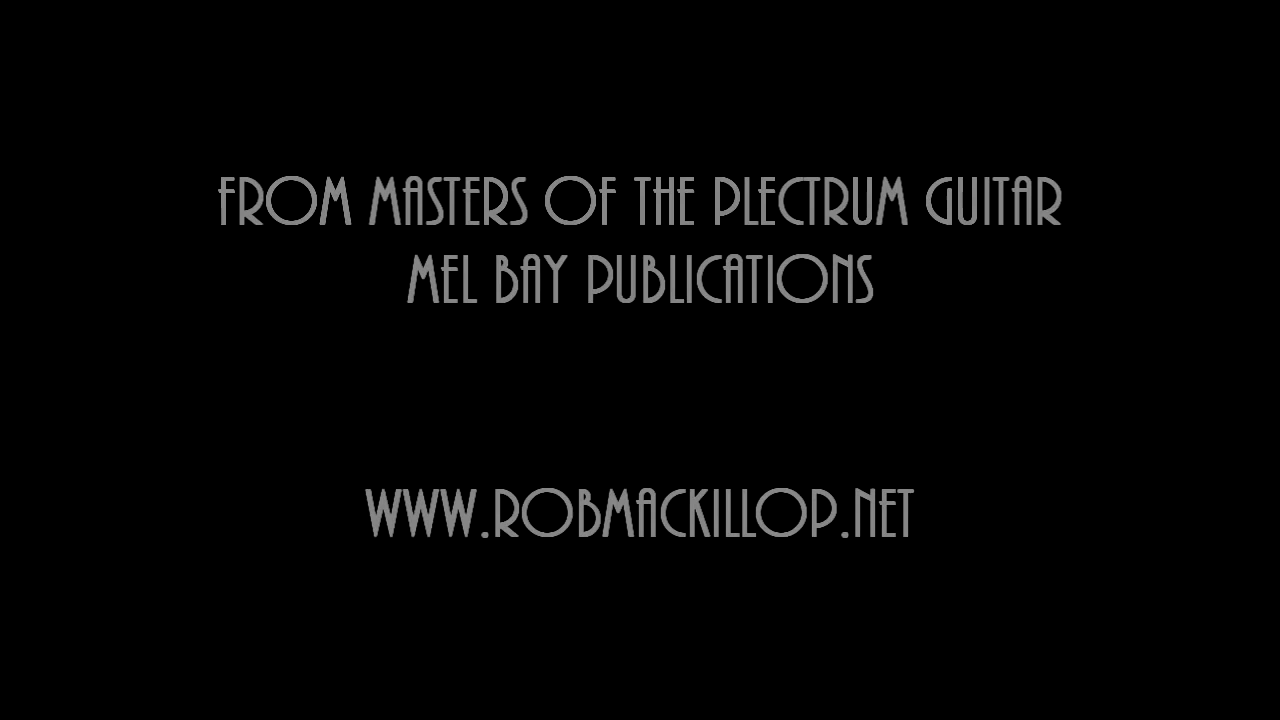 FROM MASTERS OF THE PLECTRUM GUITAR
MEL BAY PUBLICATIONS
WWW.ROBMACKILLOP.NET